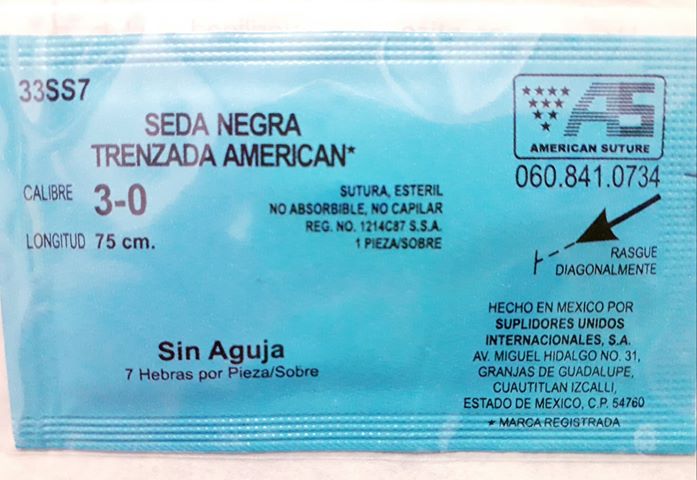 33SS7
SEDA NEGRA
TRENZADA AMERICAN*
CALIBRE 3-0
LONGITUD 75 cm.
SUTURA, ESTERIL
NO ABSORBIBLE, NO CAPILAR
REG. NO. 1214C87 S.S.A.
1 PIEZA/SOBRE
Sin Aguja
7 Hebras por Pieza/Sobre
AS
AMERICAN SUTURE
060.841.0734
RASGUE
DIAGONALMENTE
HECHO EN MEXICO POR
SUPLIDORES UNIDOS
INTERNACIONALES, S.A.
AV. MIGUEL HIDALGO NO. 31,
GRANJAS DE GUADALUPE,
CUAUTITLAN IZCALLI,
ESTADO DE MEXICO, C.P. 54760
* MARCA REGISTRADA